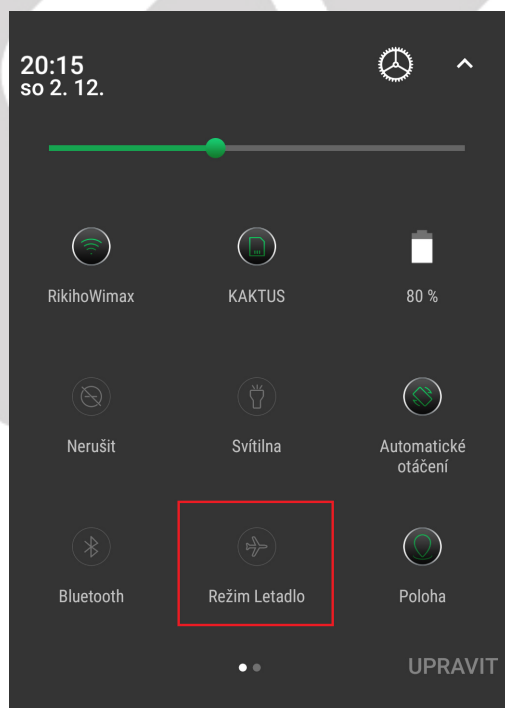 20:15
so 2. 12.
RikihoWimax
KAKTUS
80 %
Nerušit
Svítilna
Automatické
otáčení
Bluetooth
Režim Letadlo
Poloha
UPRAVIT